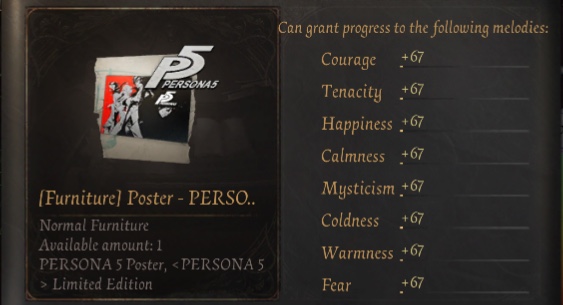 P5
PERSONA5
P5
[Furniture] Poster - PERSO..
Normal Furniture
Available amount: 1
PERSONA 5 Poster, <PERSONA 5
> Limited Edition
Can grant progress to the following melodies:
Courage +67
Tenacity +67
Happiness +67
Calmness +67
Mysticism +67
Coldness +67
Warmness +67
Fear +67